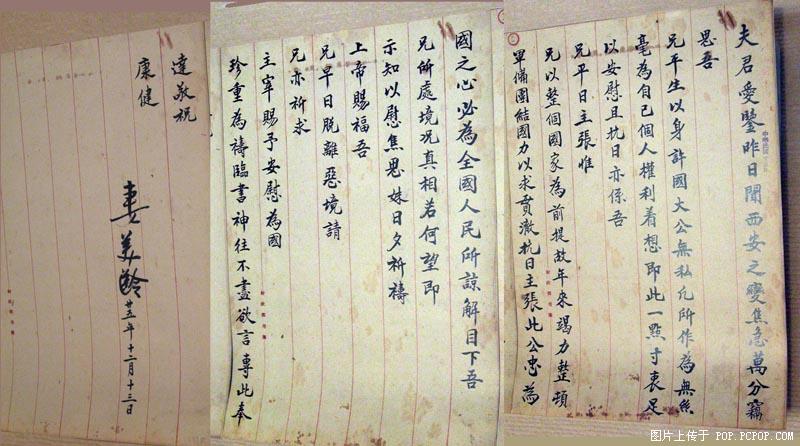 夫君愛鑒昨日聞西安之變焦急萬分竊
思吾
兄平生以身許國大公無私凡所作為無絲
毫為自己個人權利着想即此一點寸衷足
以安慰且抗日亦係吾
兄平日主張惟
兄以整個國家為前提故年來竭力整頓
軍備團結國力以求貫澈抗日主張此公忠為
國之心必為全國人民所諒解目下吾
兄所處境況真相若何望即
示知以慰焦思妹日夕祈禱
上帝賜福吾
兄早日脫離惡境請
兄亦祈求
主宰賜予安慰為國
珍重為禱臨書神往不盡欲言專此奉
達敬祝
康健
妻美齡
廿五年十二月十三日
图片上传于 POP.PCPOP.COM